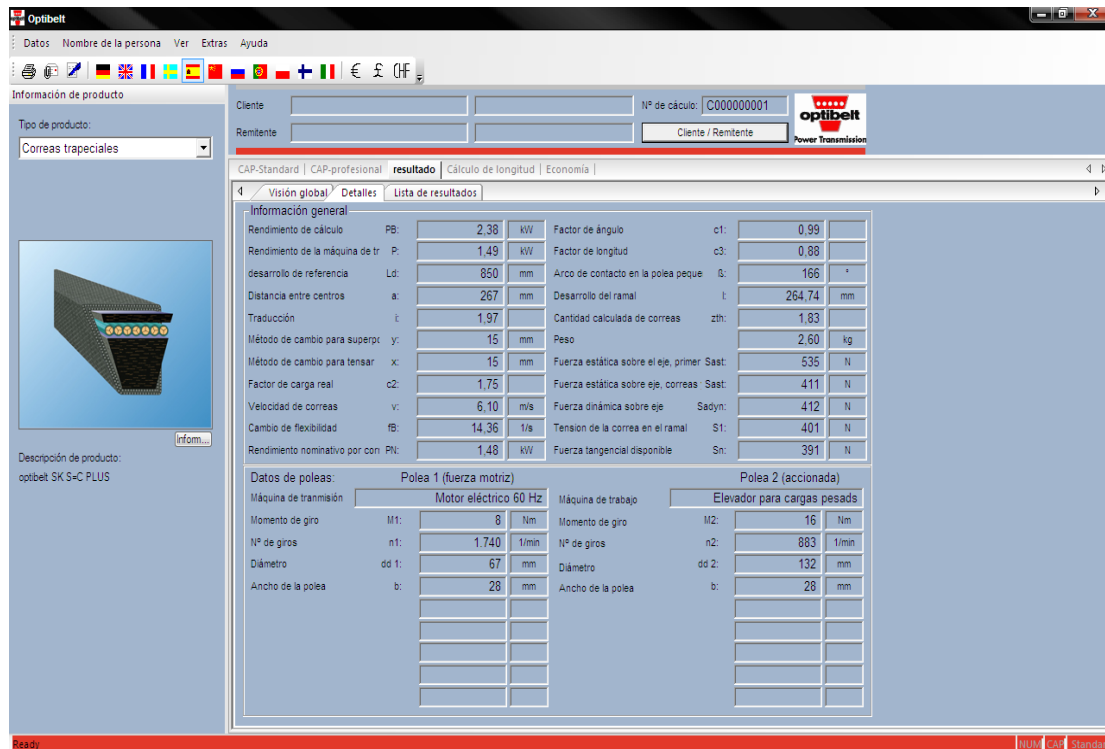 Optibelt
Datos Nombre de la persona Ver Extras Ayuda
€ £ CHF
Información de producto
Tipo de producto:
Correas trapeciales
Inform...
Descripción de producto:
optibelt SK S=C PLUS
Cliente Nº de cáculo: C000000001
Remitente Cliente / Remitente
optibelt
Power Transmission
CAP-Standard CAP-profesional resultado Cálculo de longitud Economía
Visión global Detalles Lista de resultados
Información general
Rendimiento de cálculo PB: 2,38 kW Factor de ángulo c1: 0,99
Rendimiento de la máquina de tr P: 1,49 kW Factor de longitud c3: 0,88
desarrollo de referencia Ld: 850 mm Arco de contacto en la polea peque ß: 166 °
Distancia entre centros a: 267 mm Desarrollo del ramal l: 264,74 mm
Traducción i: 1,97 Cantidad calculada de correas zth: 1,83
Método de cambio para superpo y: 15 mm Peso 2,60 kg
Método de cambio para tensar x: 15 mm Fuerza estática sobre el eje, primer Sast: 535 N
Factor de carga real c2: 1,75 Fuerza estática sobre eje, correas Sast: 411 N
Velocidad de correas v: 6,10 m/s Fuerza dinámica sobre eje Sadyn: 412 N
Cambio de flexibilidad fB: 14,36 1/s Tension de la correa en el ramal S1: 401 N
Rendimiento nominativo por con PN: 1,48 kW Fuerza tangencial disponible Sn: 391 N
Datos de poleas: Polea 1 (fuerza motriz) Polea 2 (accionada)
Máquina de tranmisión Motor eléctrico 60 Hz Máquina de trabajo Elevador para cargas pesads
Momento de giro M1: 8 Nm Momento de giro M2: 16 Nm
Nº de giros n1: 1.740 1/min Nº de giros n2: 883 1/min
Diámetro dd 1: 67 mm Diámetro dd 2: 132 mm
Ancho de la polea b: 28 mm Ancho de la polea b: 28 mm
Ready NUM CAP Standa